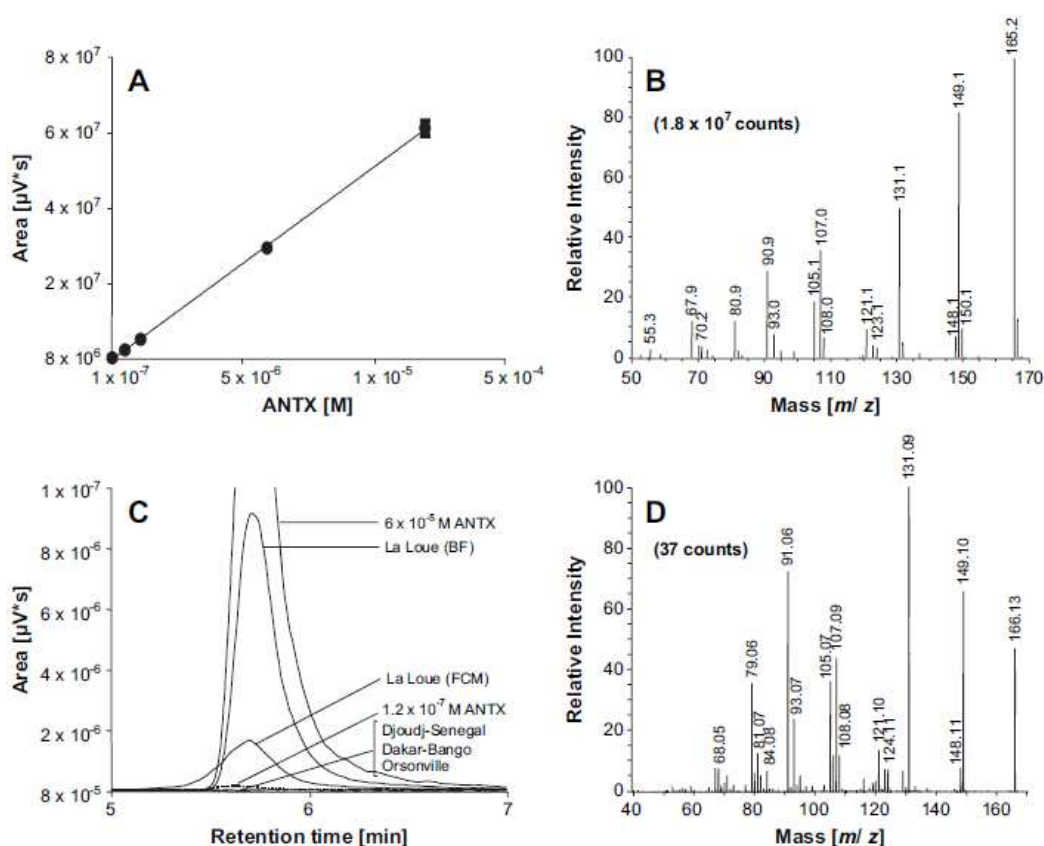 A
8 x 10⁷
6 x 10⁷
4 x 10⁷
2 x 10⁷
8 x 10⁶
Area [µV*s]
1 x 10⁻⁷
5 x 10⁻⁶
1 x 10⁻⁵
5 x 10⁻⁴
ANTX [M]
B
(1.8 x 10⁷ counts)
100
80
60
40
20
0
Relative Intensity
55.3
67.9
70.2
80.9
90.9
93.0
105.1
107.0
108.0
121.1
123.1
131.1
148.1
149.1
150.1
165.2
50
70
90
110
130
150
170
Mass [m/ z]
C
1 x 10⁻⁷
8 x 10⁻⁶
6 x 10⁻⁶
4 x 10⁻⁶
2 x 10⁻⁶
8 x 10⁻⁵
Area [µV*s]
6 x 10⁻⁵ M ANTX
La Loue (BF)
La Loue (FCM)
1.2 x 10⁻⁷ M ANTX
Djoudj-Senegal
Dakar-Bango
Orsonville
5
6
7
Retention time [min]
D
(37 counts)
100
80
60
40
20
0
Relative Intensity
68.05
79.06
81.07
84.08
91.06
93.07
105.07
107.09
108.08
121.10
124.11
131.09
148.11
149.10
166.13
40
60
80
100
120
140
160
Mass [m/ z]